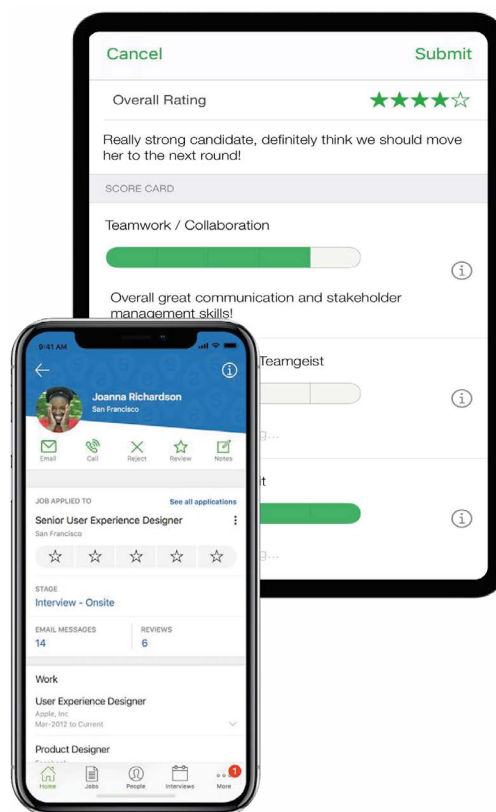 Cancel
Submit
Overall Rating
Really strong candidate, definitely think we should move
her to the next round!
SCORE CARD
Teamwork / Collaboration
Overall great communication and stakeholder
management skills!
Teamgeist
9:41 AM
Joanna Richardson
San Francisco
Email
Call
Reject
Review
Notes
JOB APPLIED TO
See all applications
Senior User Experience Designer
San Francisco
STAGE
Interview - Onsite
EMAIL MESSAGES
REVIEWS
14
6
Work
User Experience Designer
Apple, Inc
Mar-2012 to Current
Product Designer
Home
Jobs
People
Interviews
More
1